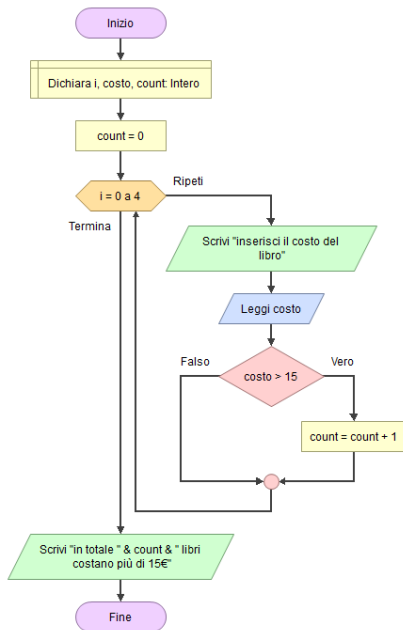 Inizio
Dichiara i, costo, count: Intero
count = 0
i = 0 a 4
Ripeti
Termina
Scrivi "inserisci il costo del
libro"
Leggi costo
Falso
Vero
costo > 15
count = count + 1
Scrivi "in totale " & count & " libri
costano più di 15€"
Fine